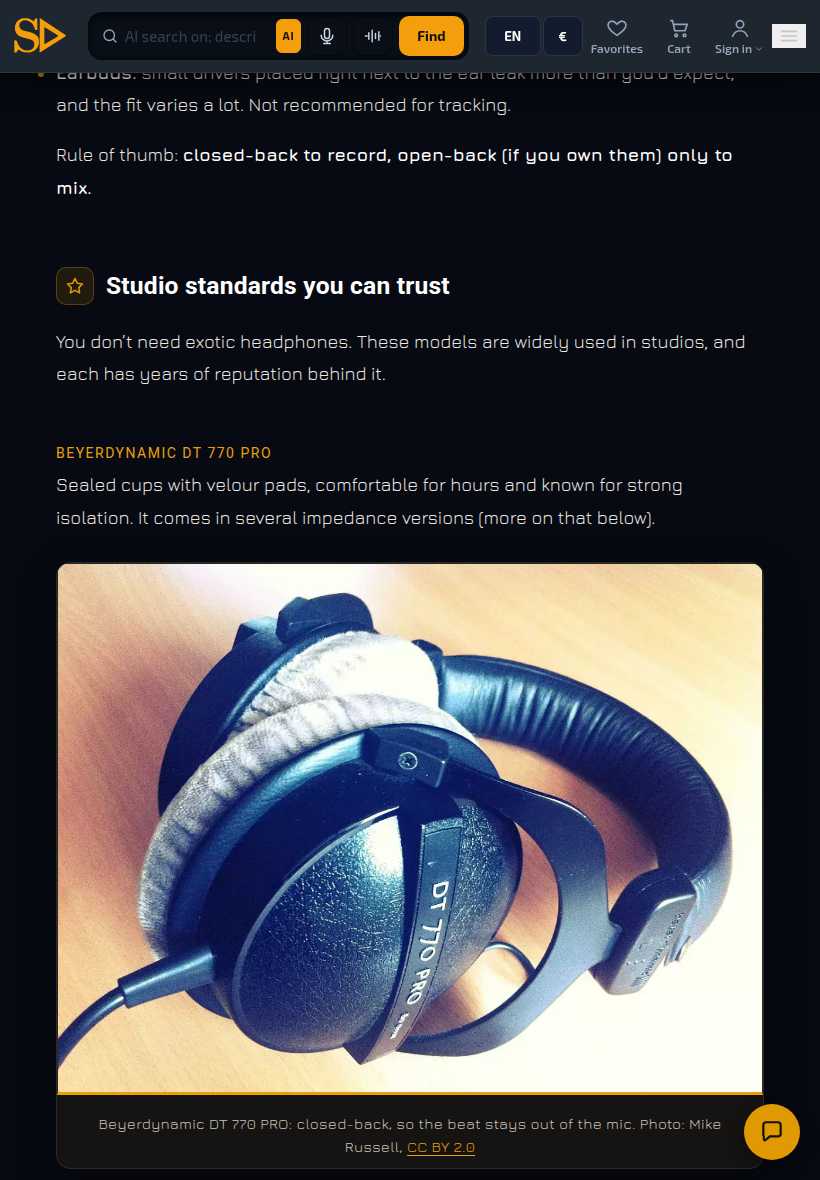 SD
AI search on: descri
AI
Find
EN
€
Favorites
Cart
Sign in
Earbuds: small drivers placed right next to the ear leak more than you'd expect,
and the fit varies a lot. Not recommended for tracking.
Rule of thumb: closed-back to record, open-back (if you own them) only to
mix.
Studio standards you can trust
You don't need exotic headphones. These models are widely used in studios, and
each has years of reputation behind it.
BEYERDYNAMIC DT 770 PRO
Sealed cups with velour pads, comfortable for hours and known for strong
isolation. It comes in several impedance versions (more on that below).
DT 770 PRO
Beyerdynamic DT 770 PRO: closed-back, so the beat stays out of the mic. Photo: Mike
Russell, CC BY 2.0